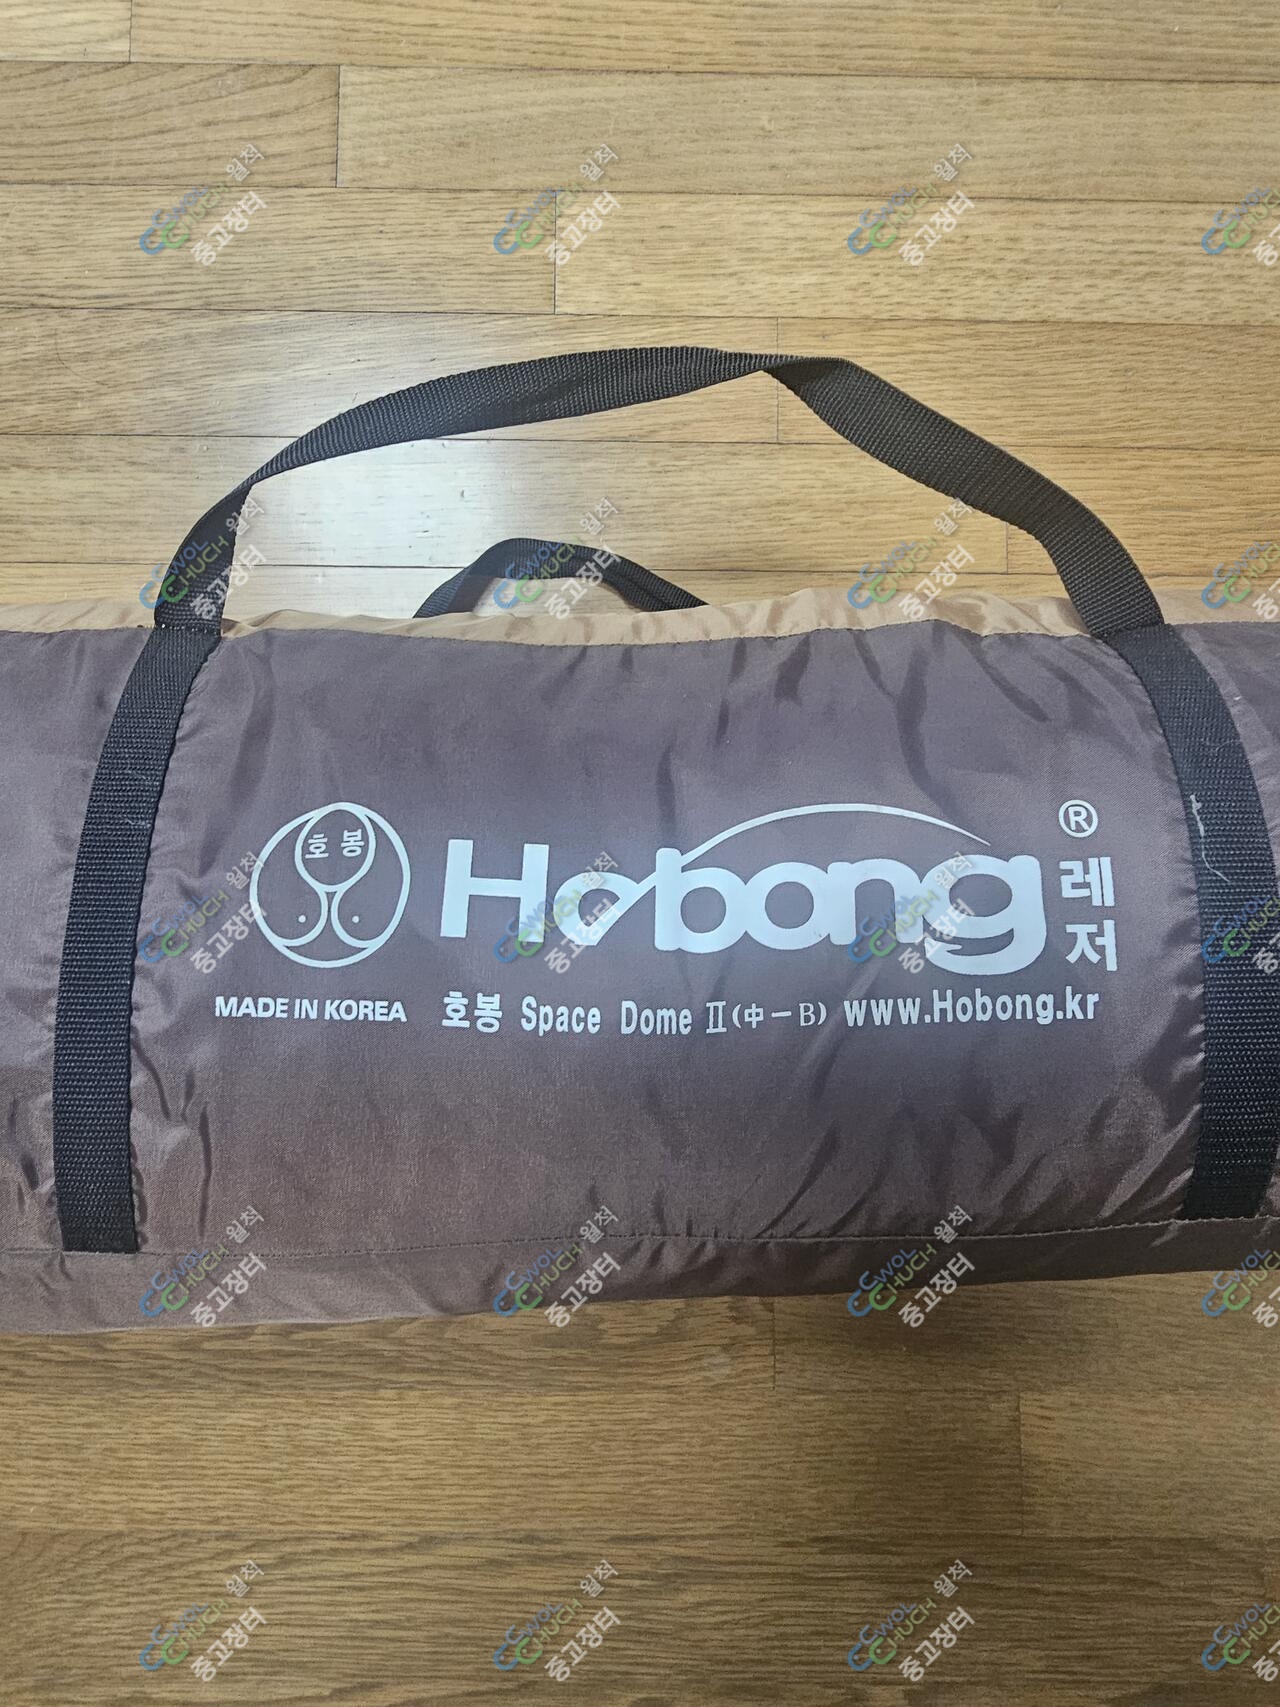 호봉
Hobong®
레저
MADE IN KOREA
호봉 Space Dome Ⅱ(中-B) www.Hobong.kr
CWOL CHUCH 월척
중고장터